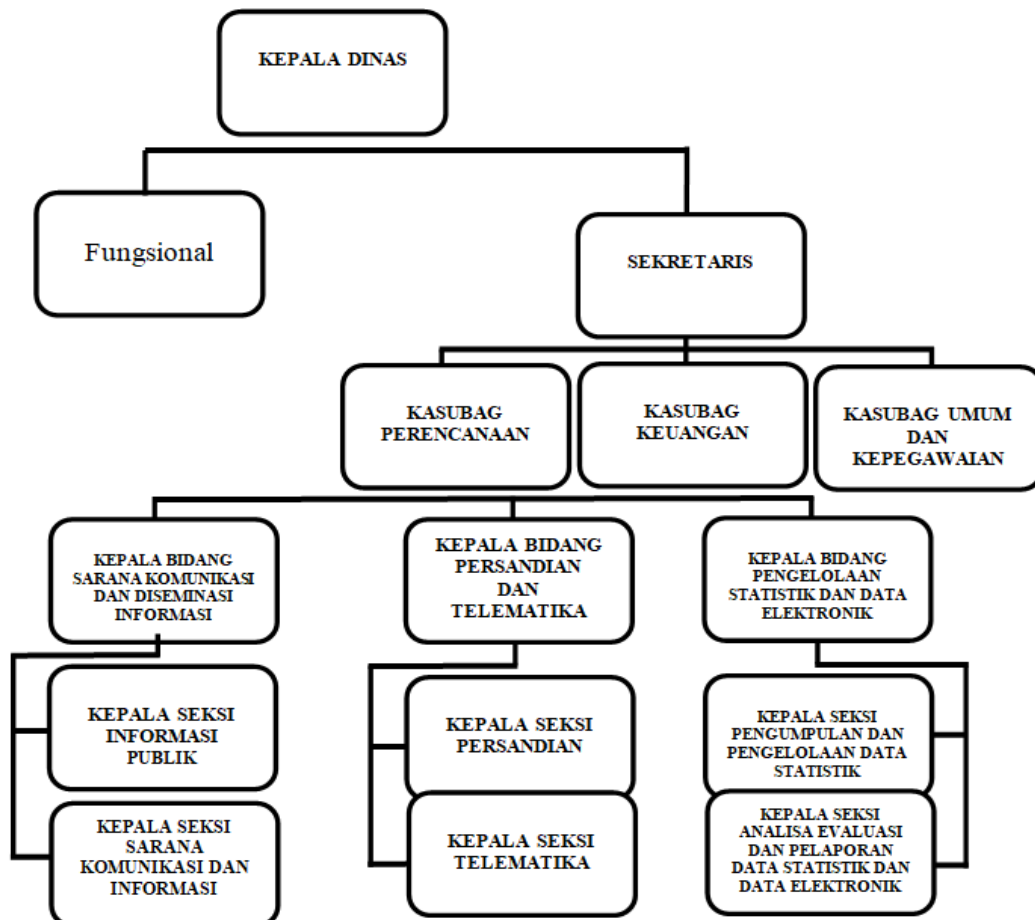 KEPALA DINAS
Fungsional
SEKRETARIS
KASUBAG
PERENCANAAN
KASUBAG
KEUANGAN
KASUBAG UMUM
DAN
KEPEGAWAIAN
KEPALA BIDANG
SARANA KOMUNIKASI
DAN DISEMINASI
INFORMASI
KEPALA BIDANG
PERSANDIAN
DAN
TELEMATIKA
KEPALA BIDANG
PENGELOLAAN
STATISTIK DAN DATA
ELEKTRONIK
KEPALA SEKSI
INFORMASI
PUBLIK
KEPALA SEKSI
PERSANDIAN
KEPALA SEKSI
PENGUMPULAN DAN
PENGELOLAAN DATA
STATISTIK
KEPALA SEKSI
SARANA
KOMUNIKASI DAN
INFORMASI
KEPALA SEKSI
TELEMATIKA
KEPALA SEKSI
ANALISA EVALUASI
DAN PELAPORAN
DATA STATISTIK DAN
DATA ELEKTRONIK